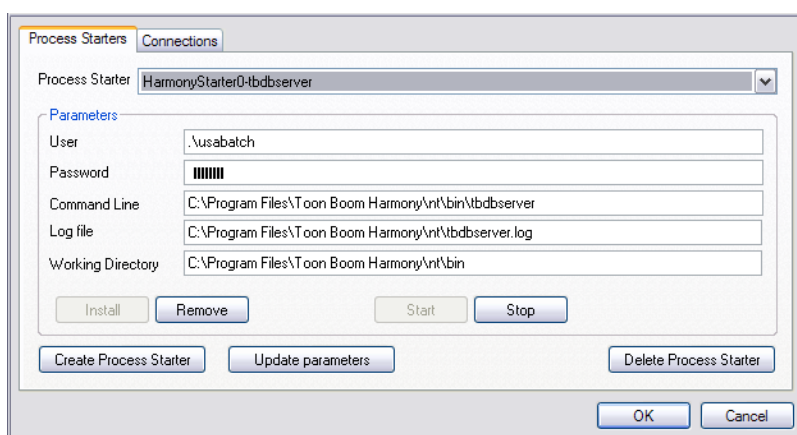 Process Starters Connections
Process Starter HarmonyStarter0-tbdbserver
Parameters
User .\usabatch
Password
Command Line C:\Program Files\Toon Boom Harmony\nt\bin\tbdbserver
Log file C:\Program Files\Toon Boom Harmony\nt\tbdbserver.log
Working Directory C:\Program Files\Toon Boom Harmony\nt\bin
Install Remove Start Stop
Create Process Starter Update parameters Delete Process Starter
OK Cancel